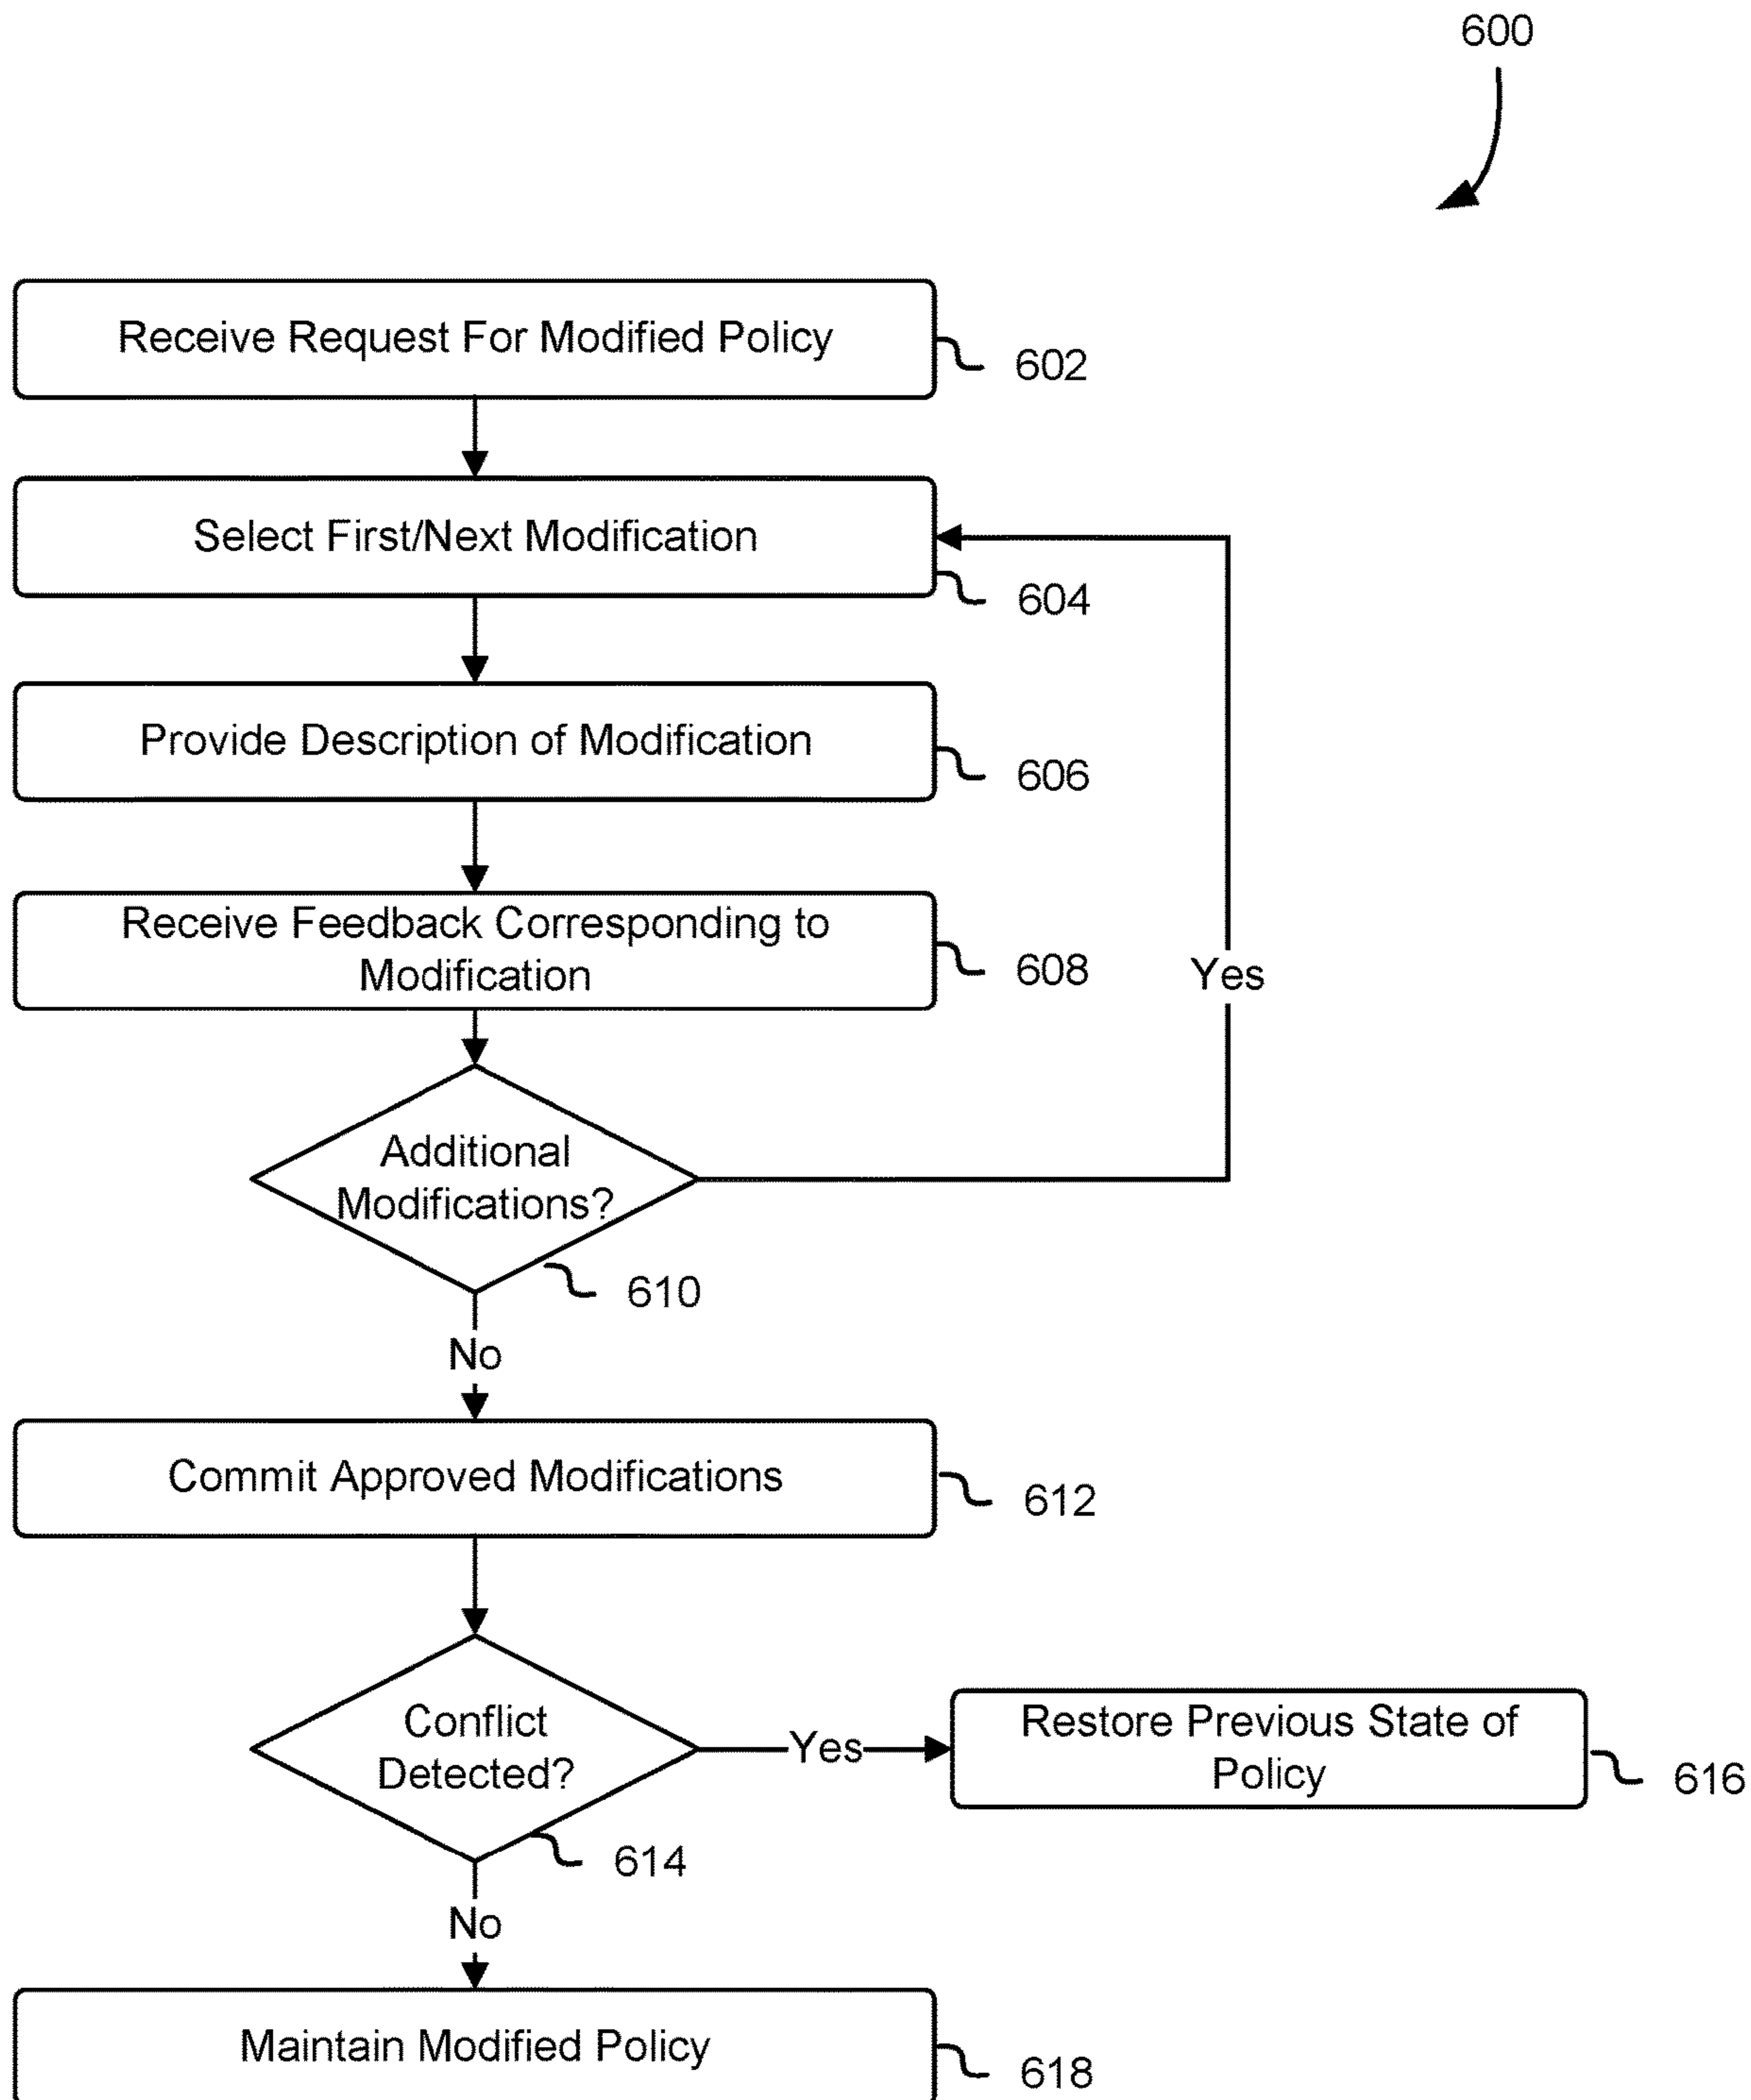 600
Receive Request For Modified Policy
602
Select First/Next Modification
604
Provide Description of Modification
606
Receive Feedback Corresponding to
Modification
608
Yes
Additional
Modifications?
610
No
Commit Approved Modifications
612
Conflict
Detected?
614
Yes
Restore Previous State of
Policy
616
No
Maintain Modified Policy
618